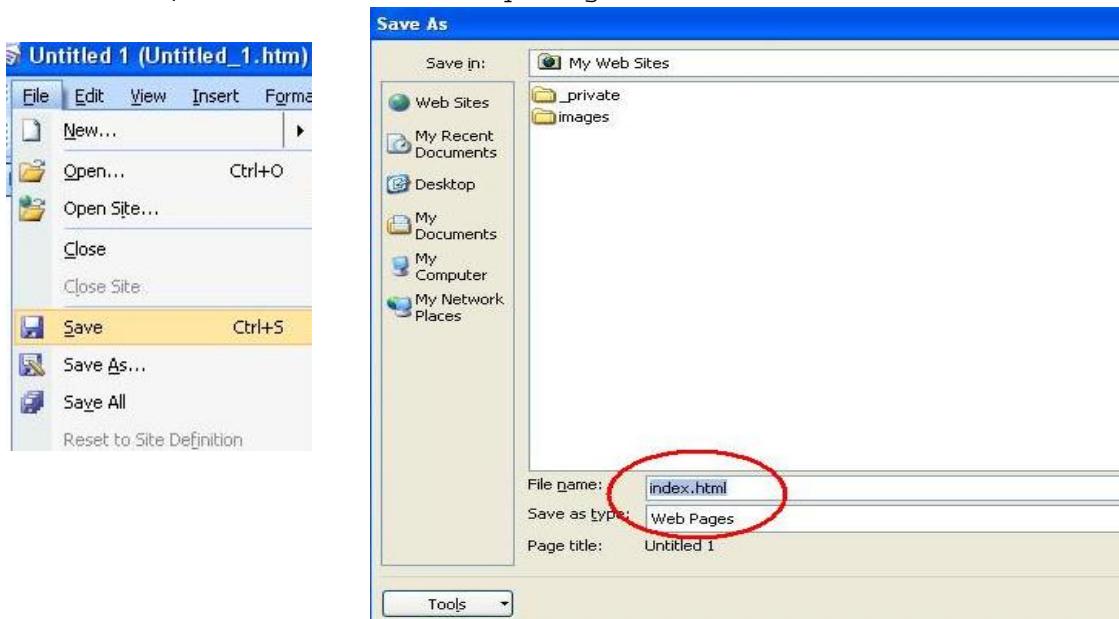 Untitled 1 (Untitled_1.htm)
File Edit View Insert Forma
New...
Open... Ctrl+O
Open Site...
Close
Close Site
Save Ctrl+S
Save As...
Save All
Reset to Site Definition
Save As
Save in: My Web Sites
Web Sites
My Recent
Documents
Desktop
My
Documents
My
Computer
My Network
Places
_private
images
File name: index.html
Save as type: Web Pages
Page title: Untitled 1
Tools